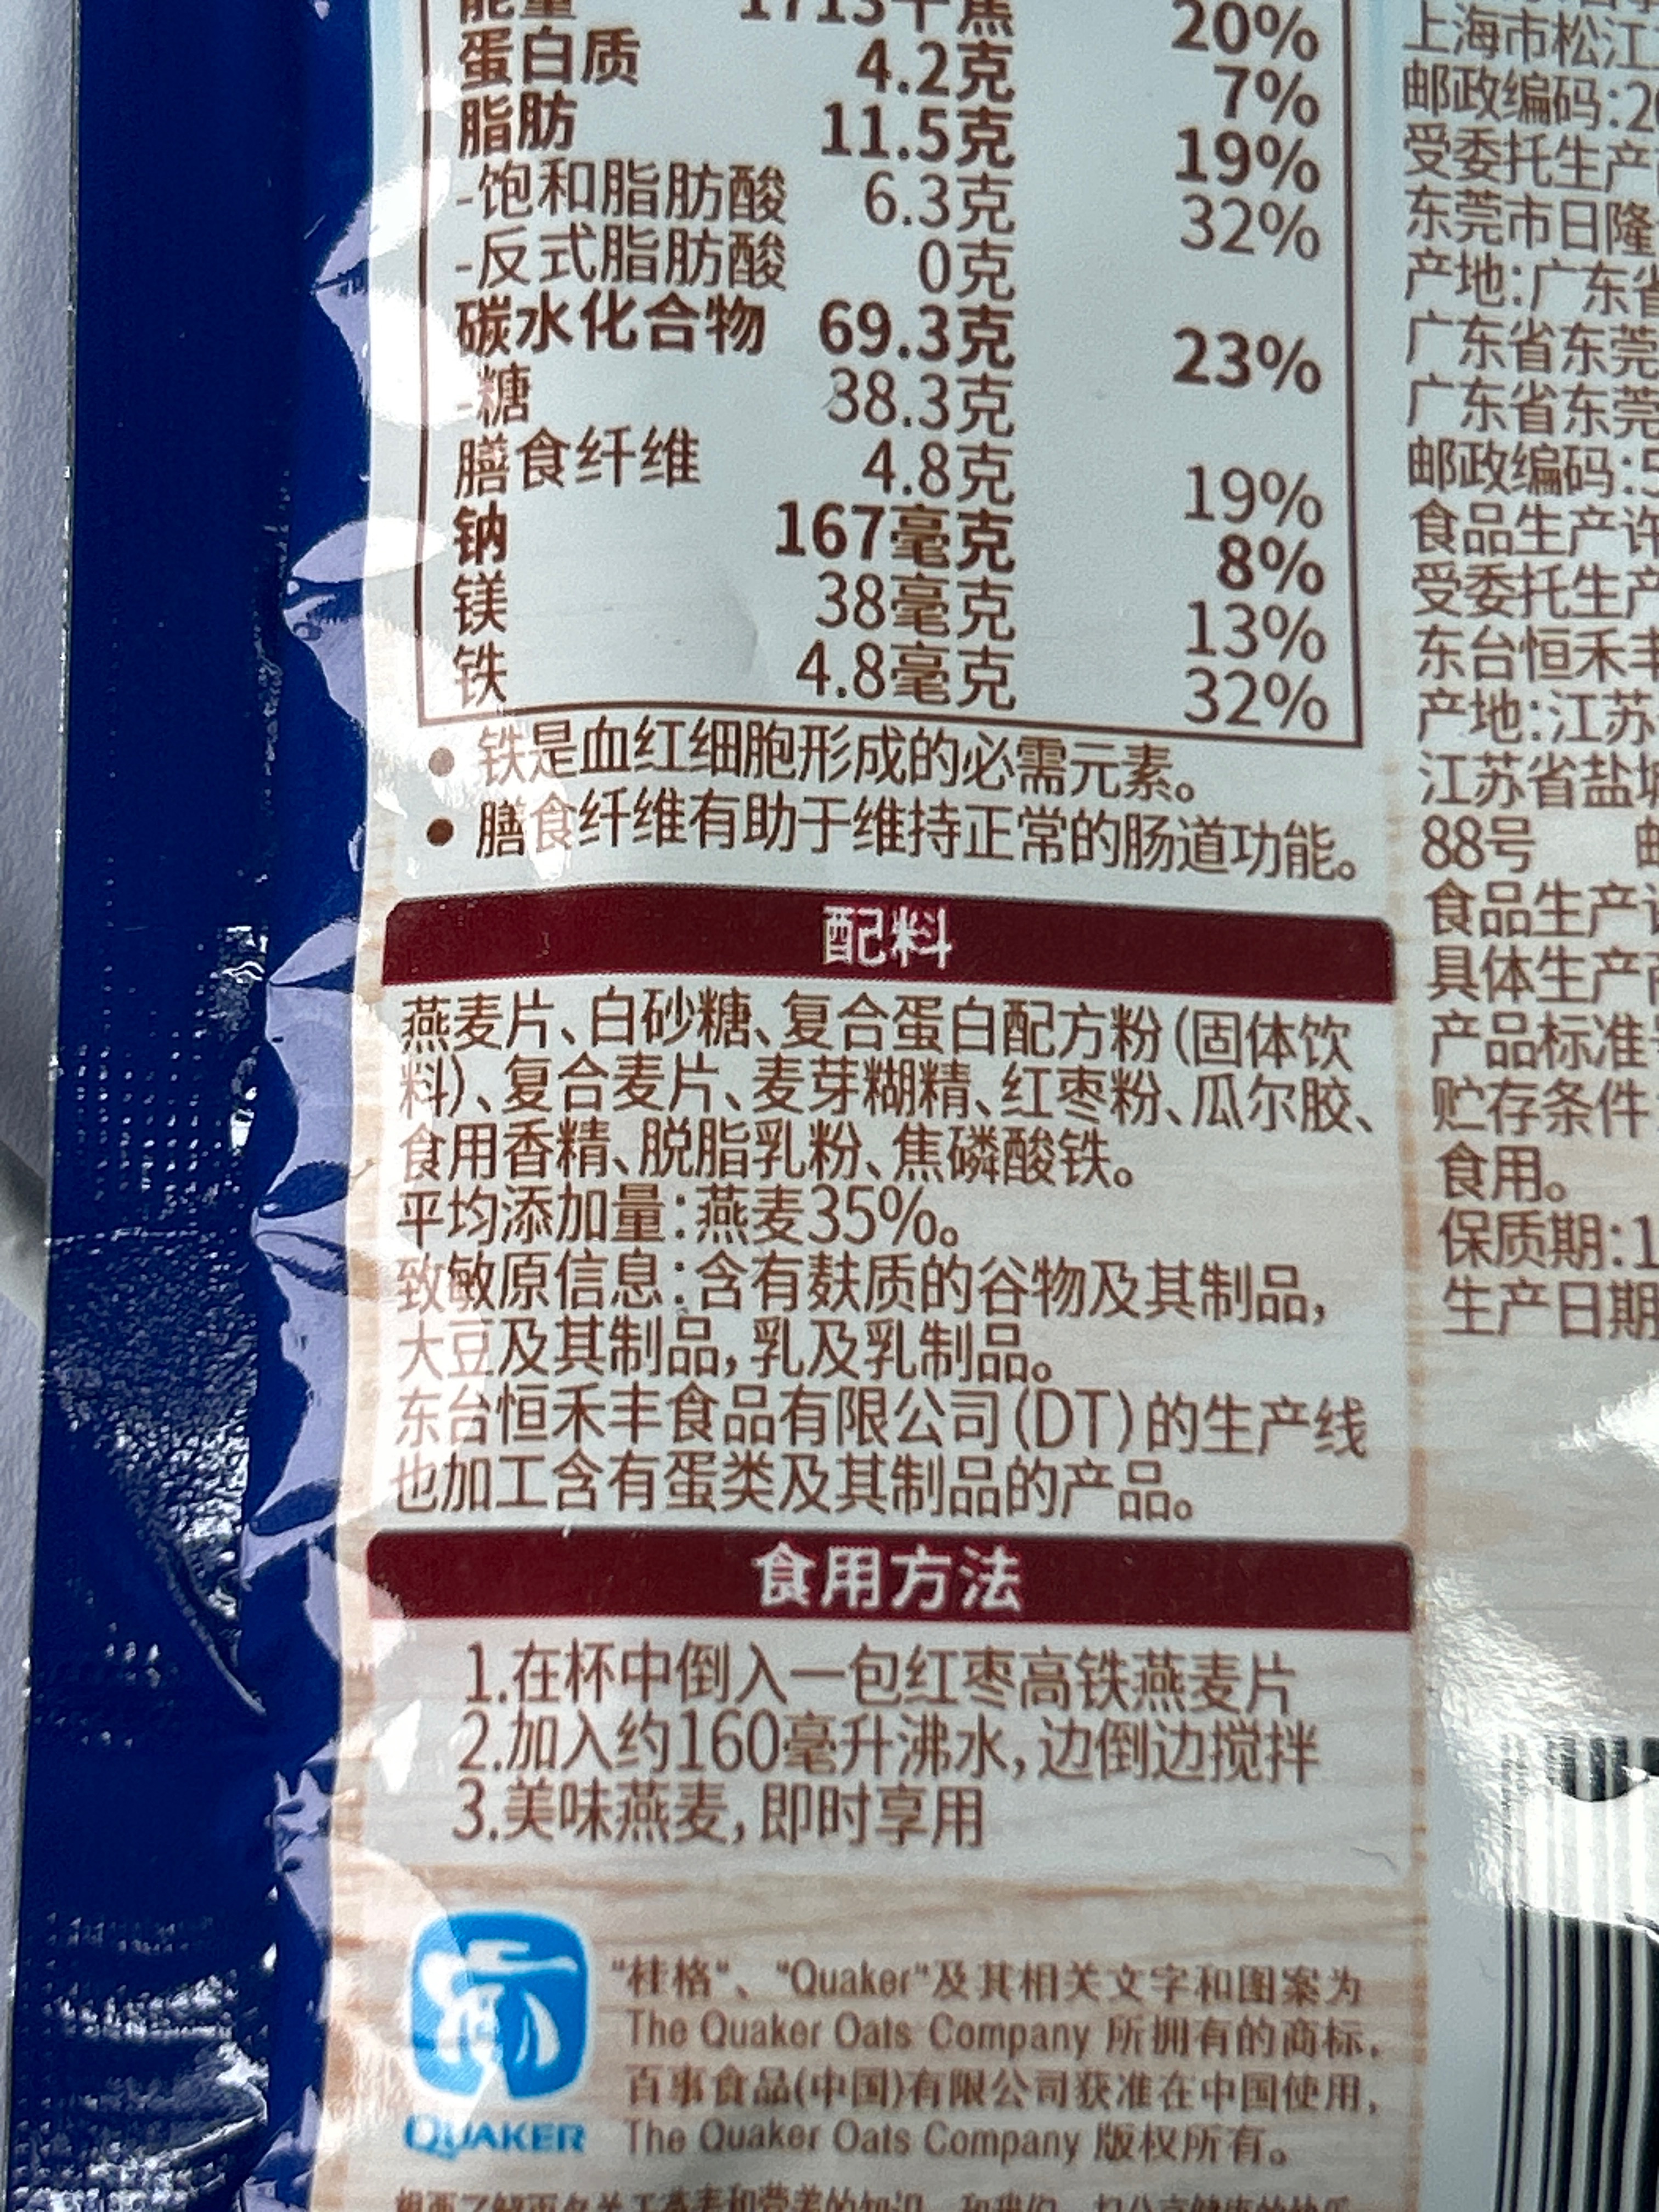 能量 1713千焦 20%
蛋白质 4.2克 7%
脂肪 11.5克 19%
-饱和脂肪酸 6.3克 32%
-反式脂肪酸 0克
碳水化合物 69.3克 23%
-糖 38.3克
膳食纤维 4.8克 19%
钠 167毫克 8%
镁 38毫克 13%
铁 4.8毫克 32%
• 铁是血红细胞形成的必需元素。
• 膳食纤维有助于维持正常的肠道功能。
配料
燕麦片、白砂糖、复合蛋白配方粉(固体饮
料)、复合麦片、麦芽糊精、红枣粉、瓜尔胶、
食用香精、脱脂乳粉、焦磷酸铁。
平均添加量:燕麦35%。
致敏原信息:含有麸质的谷物及其制品,
大豆及其制品,乳及乳制品。
东台恒禾丰食品有限公司(DT)的生产线
也加工含有蛋类及其制品的产品。
食用方法
1.在杯中倒入一包红枣高铁燕麦片
2.加入约160毫升沸水,边倒边搅拌
3.美味燕麦,即时享用
QUAKER
"桂格"、"Quaker"及其相关文字和图案为
The Quaker Oats Company 所拥有的商标,
百事食品(中国)有限公司获准在中国使用,
The Quaker Oats Company 版权所有。
上海市松江
邮政编码:2
受委托生产
东莞市日隆
产地:广东省
广东省东莞
广东省东莞
邮政编码:5
食品生产许
受委托生产
东台恒禾丰
产地:江苏
江苏省盐城
88号
食品生产
具体生产
产品标准
贮存条件
食用。
保质期:1
生产日期